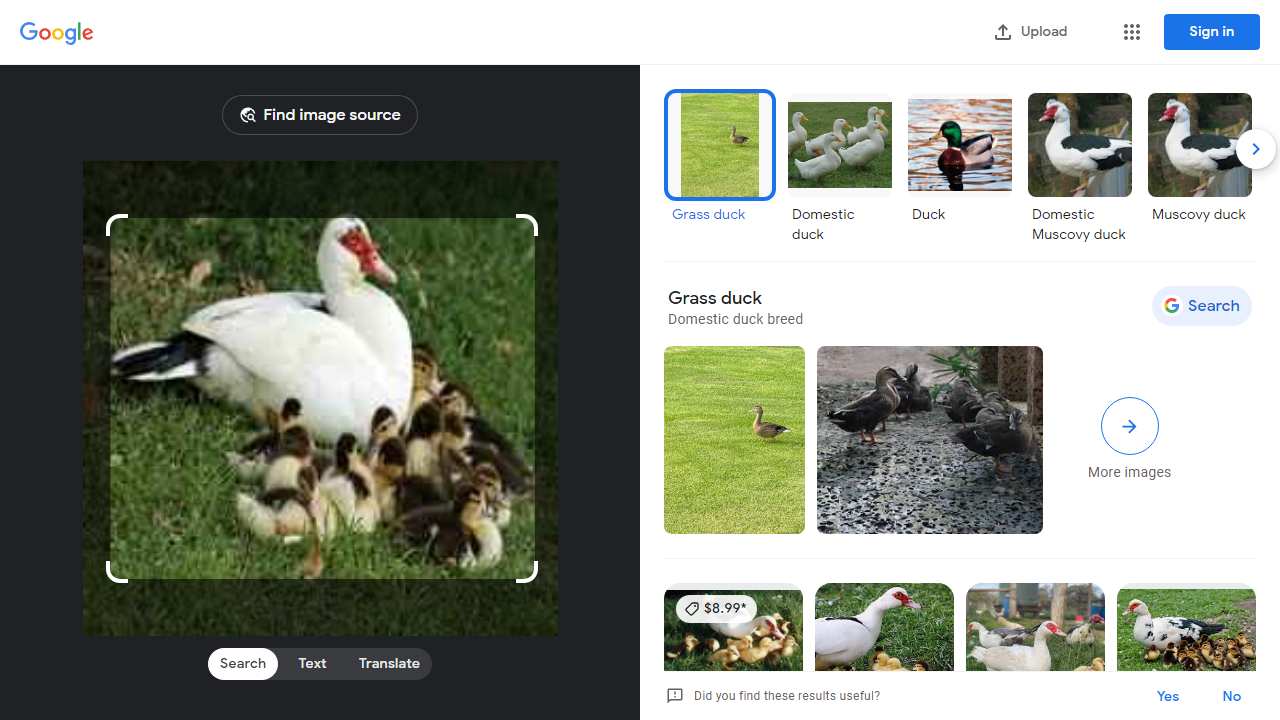 Google
Upload
Sign in
Find image source
Search
Text
Translate
Grass duck
Domestic
duck
Duck
Domestic
Muscovy duck
Muscovy duck
Grass duck
Domestic duck breed
Search
More images
$8.99*
Did you find these results useful?
Yes
No